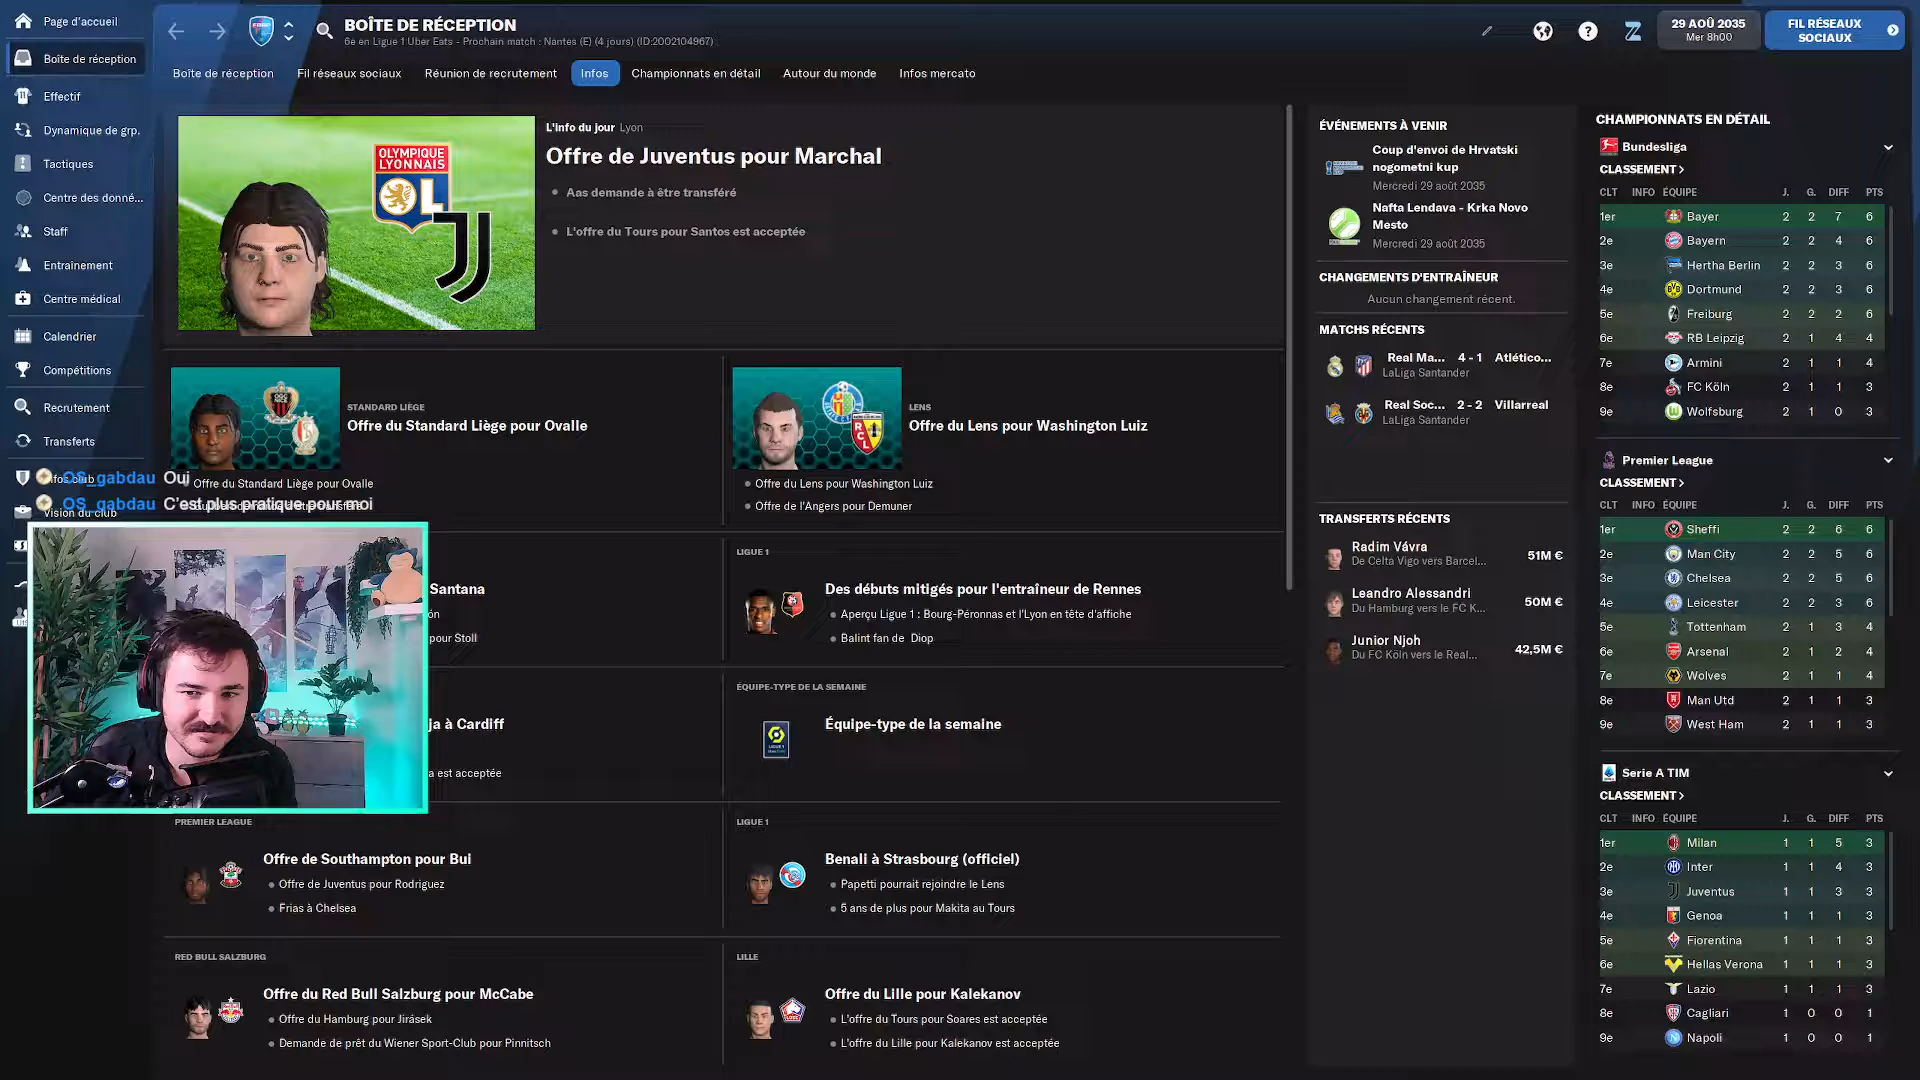 Page d'accueil
Boîte de réception
Effectif
Dynamique de grp.
Tactiques
Centre des donné...
Staff
Entraînement
Centre médical
Calendrier
Compétitions
Recrutement
Transferts
Vision du club
BOÎTE DE RÉCEPTION
6e en Ligue 1 Uber Eats - Prochain match : Nantes (E) (4 jours) (ID:2002104967)
29 AOÛ 2035
Mer 8h00
FIL RÉSEAUX
SOCIAUX
Boîte de réception
Fil réseaux sociaux
Réunion de recrutement
Infos
Championnats en détail
Autour du monde
Infos mercato
OLYMPIQUE
LYONNAIS
OL
L'info du jour Lyon
Offre de Juventus pour Marchal
Aas demande à être transféré
L'offre du Tours pour Santos est acceptée
STANDARD LIÈGE
Offre du Standard Liège pour Ovalle
Offre du Standard Liège pour Ovalle
LENS
Offre du Lens pour Washington Luiz
Offre du Lens pour Washington Luiz
Offre de l'Angers pour Demuner
OS_gabdau Oui
OS_gabdau C'est plus pratique pour moi
Santana
ón
pour Stoll
LIGUE 1
Des débuts mitigés pour l'entraîneur de Rennes
Aperçu Ligue 1 : Bourg-Péronnas et l'Lyon en tête d'affiche
Balint fan de Diop
ja à Cardiff
a est acceptée
ÉQUIPE-TYPE DE LA SEMAINE
Équipe-type de la semaine
PREMIER LEAGUE
Offre de Southampton pour Bui
Offre de Juventus pour Rodriguez
Frias à Chelsea
LIGUE 1
Benali à Strasbourg (officiel)
Papetti pourrait rejoindre le Lens
5 ans de plus pour Makita au Tours
RED BULL SALZBURG
Offre du Red Bull Salzburg pour McCabe
Offre du Hamburg pour Jirásek
Demande de prêt du Wiener Sport-Club pour Pinnitsch
LILLE
Offre du Lille pour Kalekanov
L'offre du Tours pour Soares est acceptée
L'offre du Lille pour Kalekanov est acceptée
ÉVÉNEMENTS À VENIR
Coup d'envoi de Hrvatski
nogometni kup
Mercredi 29 août 2035
Nafta Lendava - Krka Novo
Mesto
Mercredi 29 août 2035
CHANGEMENTS D'ENTRAÎNEUR
Aucun changement récent.
MATCHS RÉCENTS
Real Ma... 4 - 1 Atlético...
LaLiga Santander
Real Soc... 2 - 2 Villarreal
LaLiga Santander
TRANSFERTS RÉCENTS
Radim Vávra
De Celta Vigo vers Barcel...
51M €
Leandro Alessandri
Du Hamburg vers le FC K...
50M €
Junior Njoh
Du FC Köln vers le Real...
42,5M €
CHAMPIONNATS EN DÉTAIL
Bundesliga
CLASSEMENT >
CLT INFO ÉQUIPE J. G. DIFF PTS
1er Bayer 2 2 7 6
2e Bayern 2 2 4 6
3e Hertha Berlin 2 2 3 6
4e Dortmund 2 2 3 6
5e Freiburg 2 2 2 6
6e RB Leipzig 2 1 4 4
7e Armini 2 1 1 4
8e FC Köln 2 1 1 3
9e Wolfsburg 2 1 0 3
Premier League
CLASSEMENT >
CLT INFO ÉQUIPE J. G. DIFF PTS
1er Sheffi 2 2 6 6
2e Man City 2 2 5 6
3e Chelsea 2 2 5 6
4e Leicester 2 2 3 6
5e Tottenham 2 1 3 4
6e Arsenal 2 1 2 4
7e Wolves 2 1 1 4
8e Man Utd 2 1 1 3
9e West Ham 2 1 1 3
Serie A TIM
CLASSEMENT >
CLT INFO ÉQUIPE J. G. DIFF PTS
1er Milan 1 1 5 3
2e Inter 1 1 4 3
3e Juventus 1 1 3 3
4e Genoa 1 1 1 3
5e Fiorentina 1 1 1 3
6e Hellas Verona 1 1 1 3
7e Lazio 1 1 1 3
8e Cagliari 1 0 0 1
9e Napoli 1 0 0 1